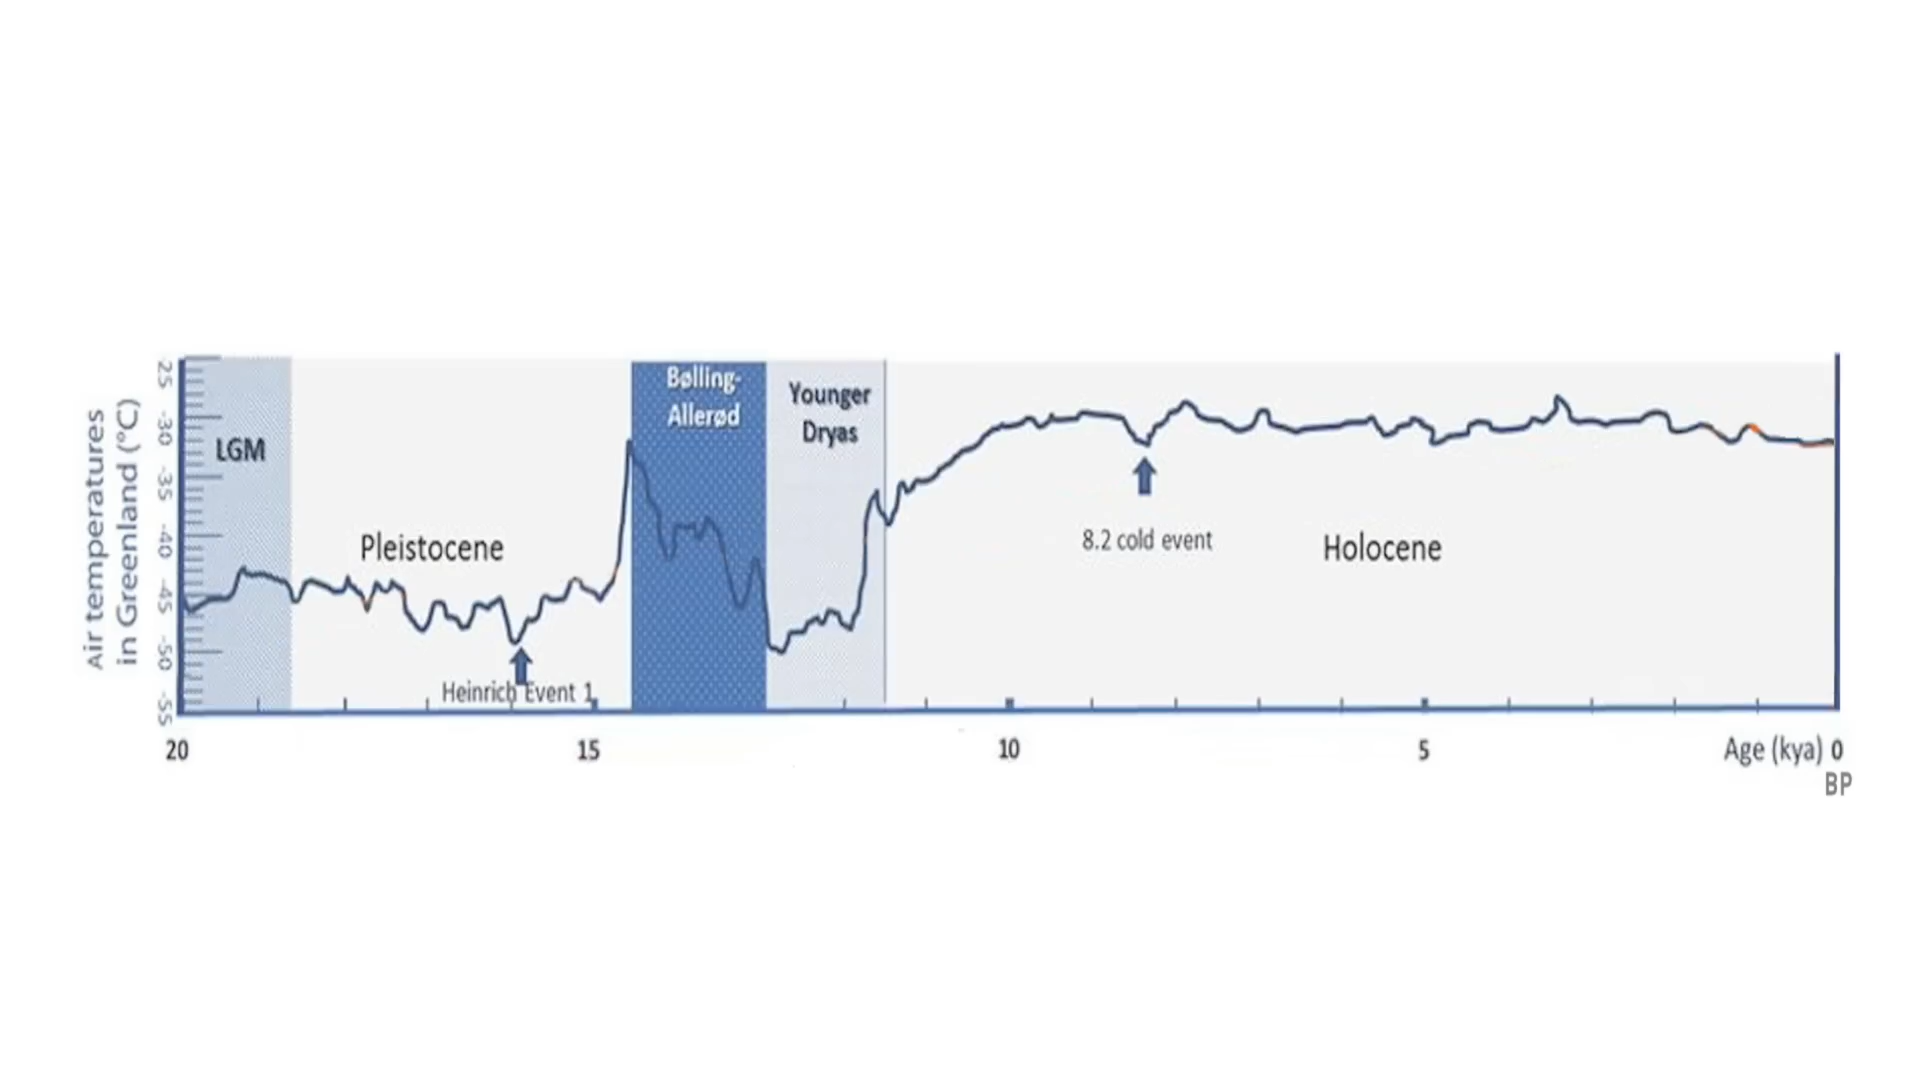 Air temperatures
in Greenland (°C)
25
-30
-35
-40
-45
-50
-55
LGM
Pleistocene
Heinrich Event 1
Bølling-
Allerød
Younger
Dryas
8.2 cold event
Holocene
20
15
10
5
Age (kya) 0
BP